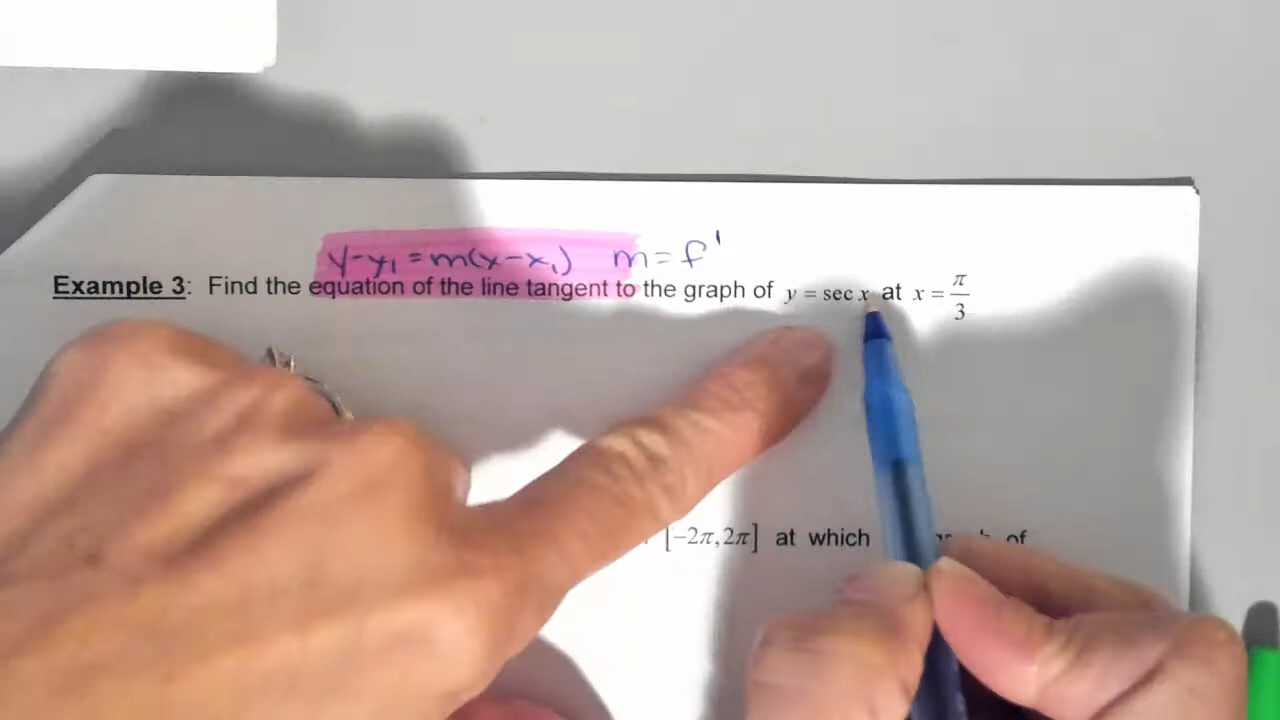 y-y₁ = m(x-x₁) m = f'
Example 3: Find the equation of the line tangent to the graph of y = sec x at x = π/3
[-2π, 2π] at which of